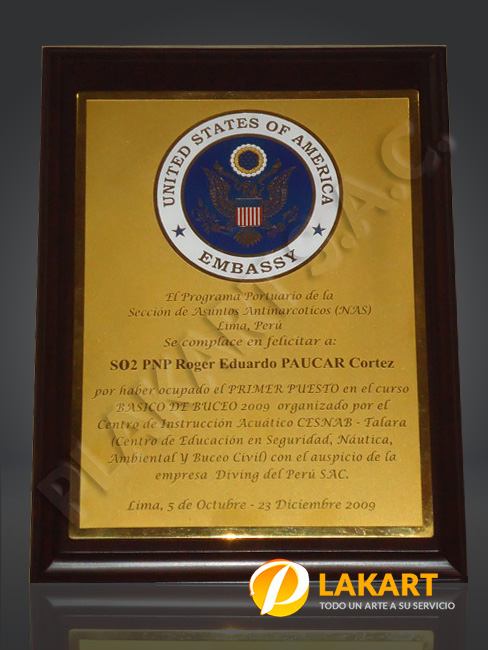 UNITED STATES OF AMERICA
EMBASSY
El Programa Portuario de la
Sección de Asuntos Antinarcoticos (NAS)
Lima, Perú
Se complace en felicitar a:
SO2 PNP Roger Eduardo PAUCAR Cortez
por haber ocupado el PRIMER PUESTO en el curso
BASICO DE BUCEO 2009 organizado por el
Centro de Instrucción Acuático CESNAB - Talara
(Centro de Educación en Seguridad, Náutica,
Ambiental Y Buceo Civil) con el auspicio de la
empresa Diving del Perú SAC.
Lima, 5 de Octubre - 23 Diciembre 2009
PLAKART S.A.C.
PLAKART
TODO UN ARTE A SU SERVICIO